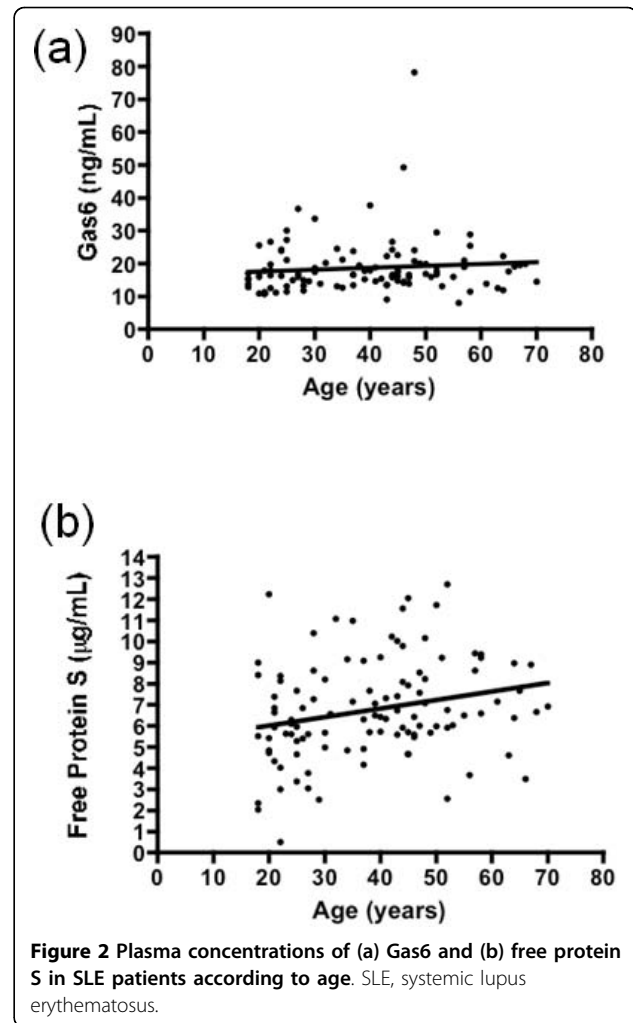 (a)
90
80
70
60
50
40
30
20
10
0
Gas6 (ng/mL)
0 10 20 30 40 50 60 70 80
Age (years)
(b)
14
13
12
11
10
9
8
7
6
5
4
3
2
1
0
Free Protein S (µg/mL)
0 10 20 30 40 50 60 70 80
Age (years)
Figure 2 Plasma concentrations of (a) Gas6 and (b) free protein
S in SLE patients according to age. SLE, systemic lupus
erythematosus.